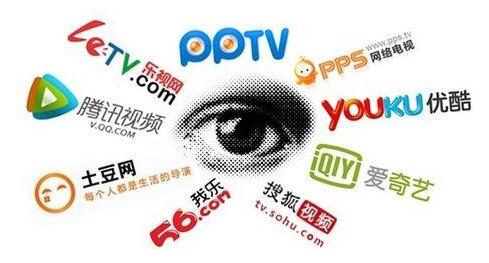 LeTV 乐视网
.com
PPTV
www.pps.tv
PPS 网络电视
腾讯视频
V.QQ.COM
YOUKU 优酷
土豆网
每个人都是生活的导演
56.com 我乐
搜狐视频
tv.sohu.com
iQIYI 爱奇艺